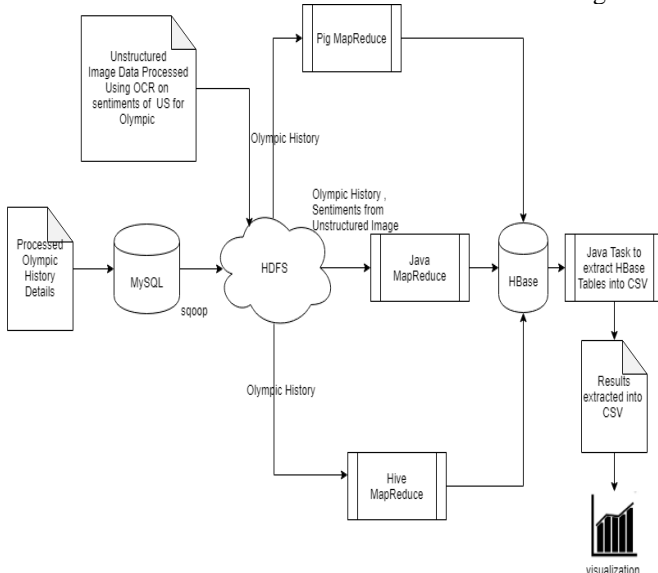 Pig MapReduce
Unstructured
Image Data Processed
Using OCR on
sentiments of US for
Olympic
Olympic History
Olympic History ,
Sentiments from
Unstructured Image
Processed
Olympic
History
Details
MySQL
sqoop
HDFS
Java
MapReduce
HBase
Java Task to
extract HBase
Tables into CSV
Olympic History
Results
extracted into
CSV
Hive
MapReduce
visualization